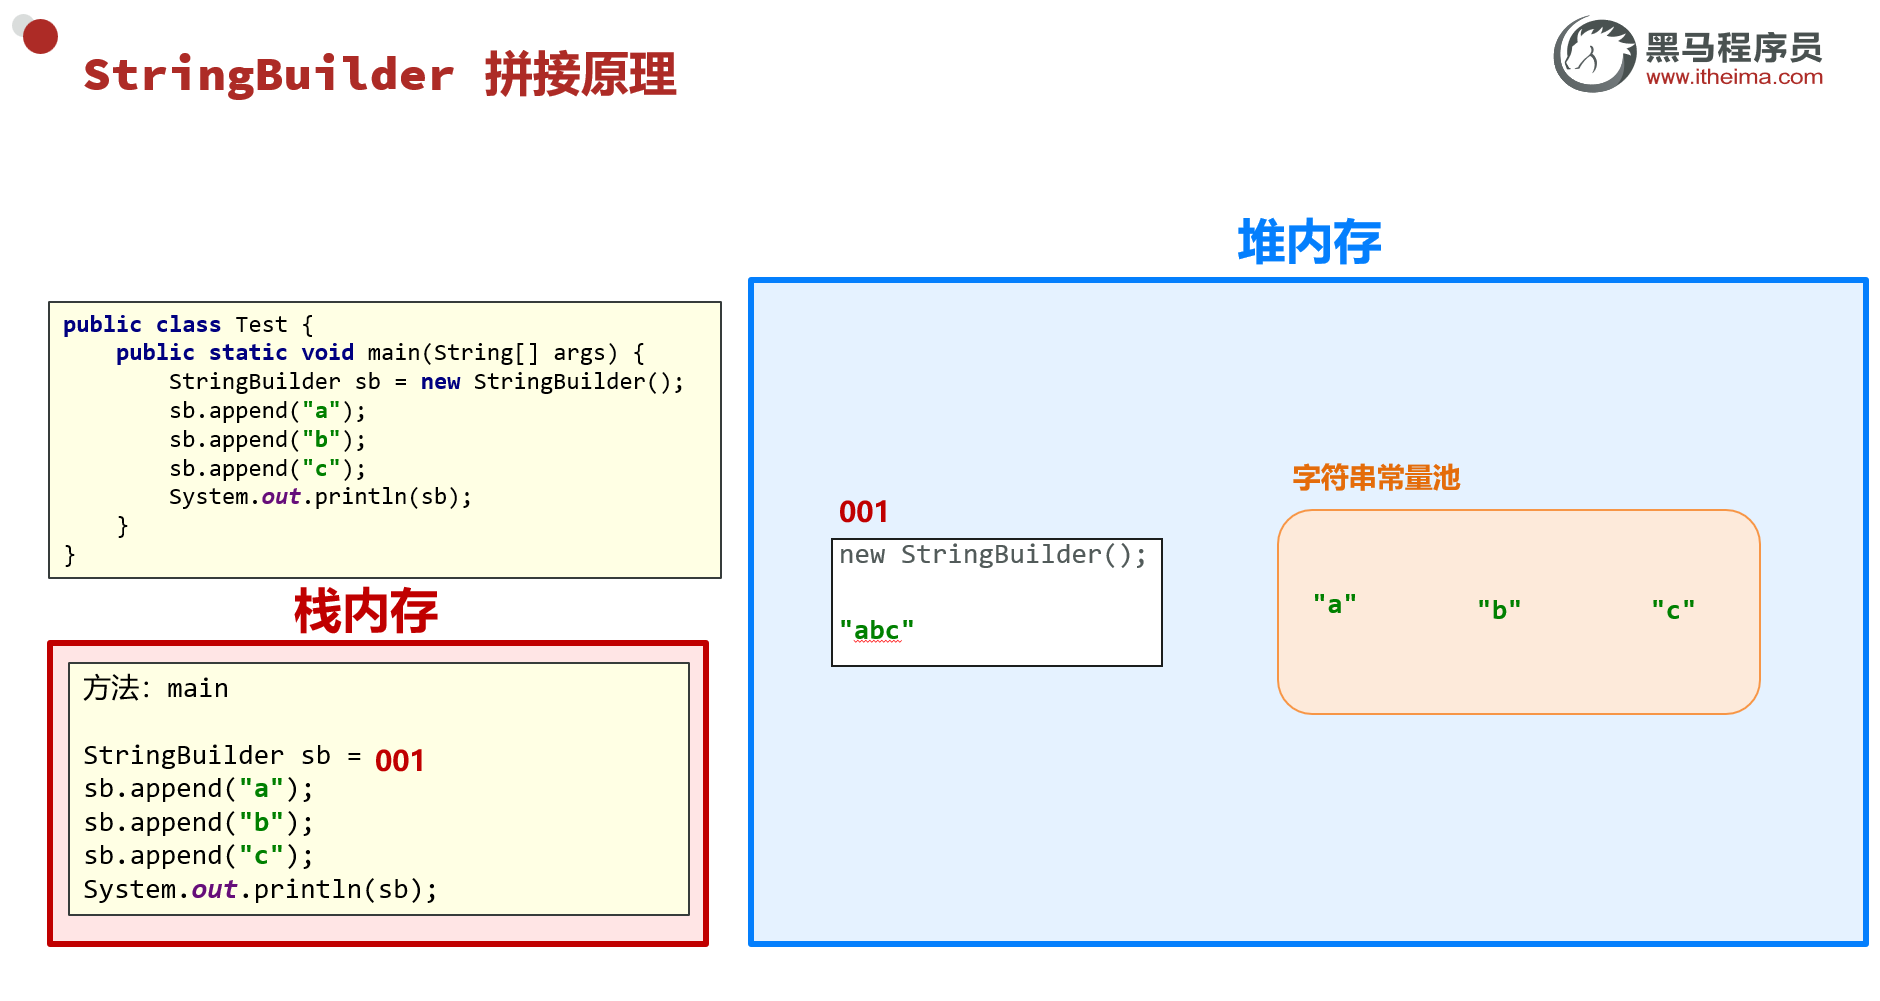 StringBuilder 拼接原理
黑马程序员
www.itheima.com
public class Test {
    public static void main(String[] args) {
        StringBuilder sb = new StringBuilder();
        sb.append("a");
        sb.append("b");
        sb.append("c");
        System.out.println(sb);
    }
}
栈内存
方法：main
StringBuilder sb = 001
sb.append("a");
sb.append("b");
sb.append("c");
System.out.println(sb);
堆内存
001
new StringBuilder();
"abc"
字符串常量池
"a" "b" "c"